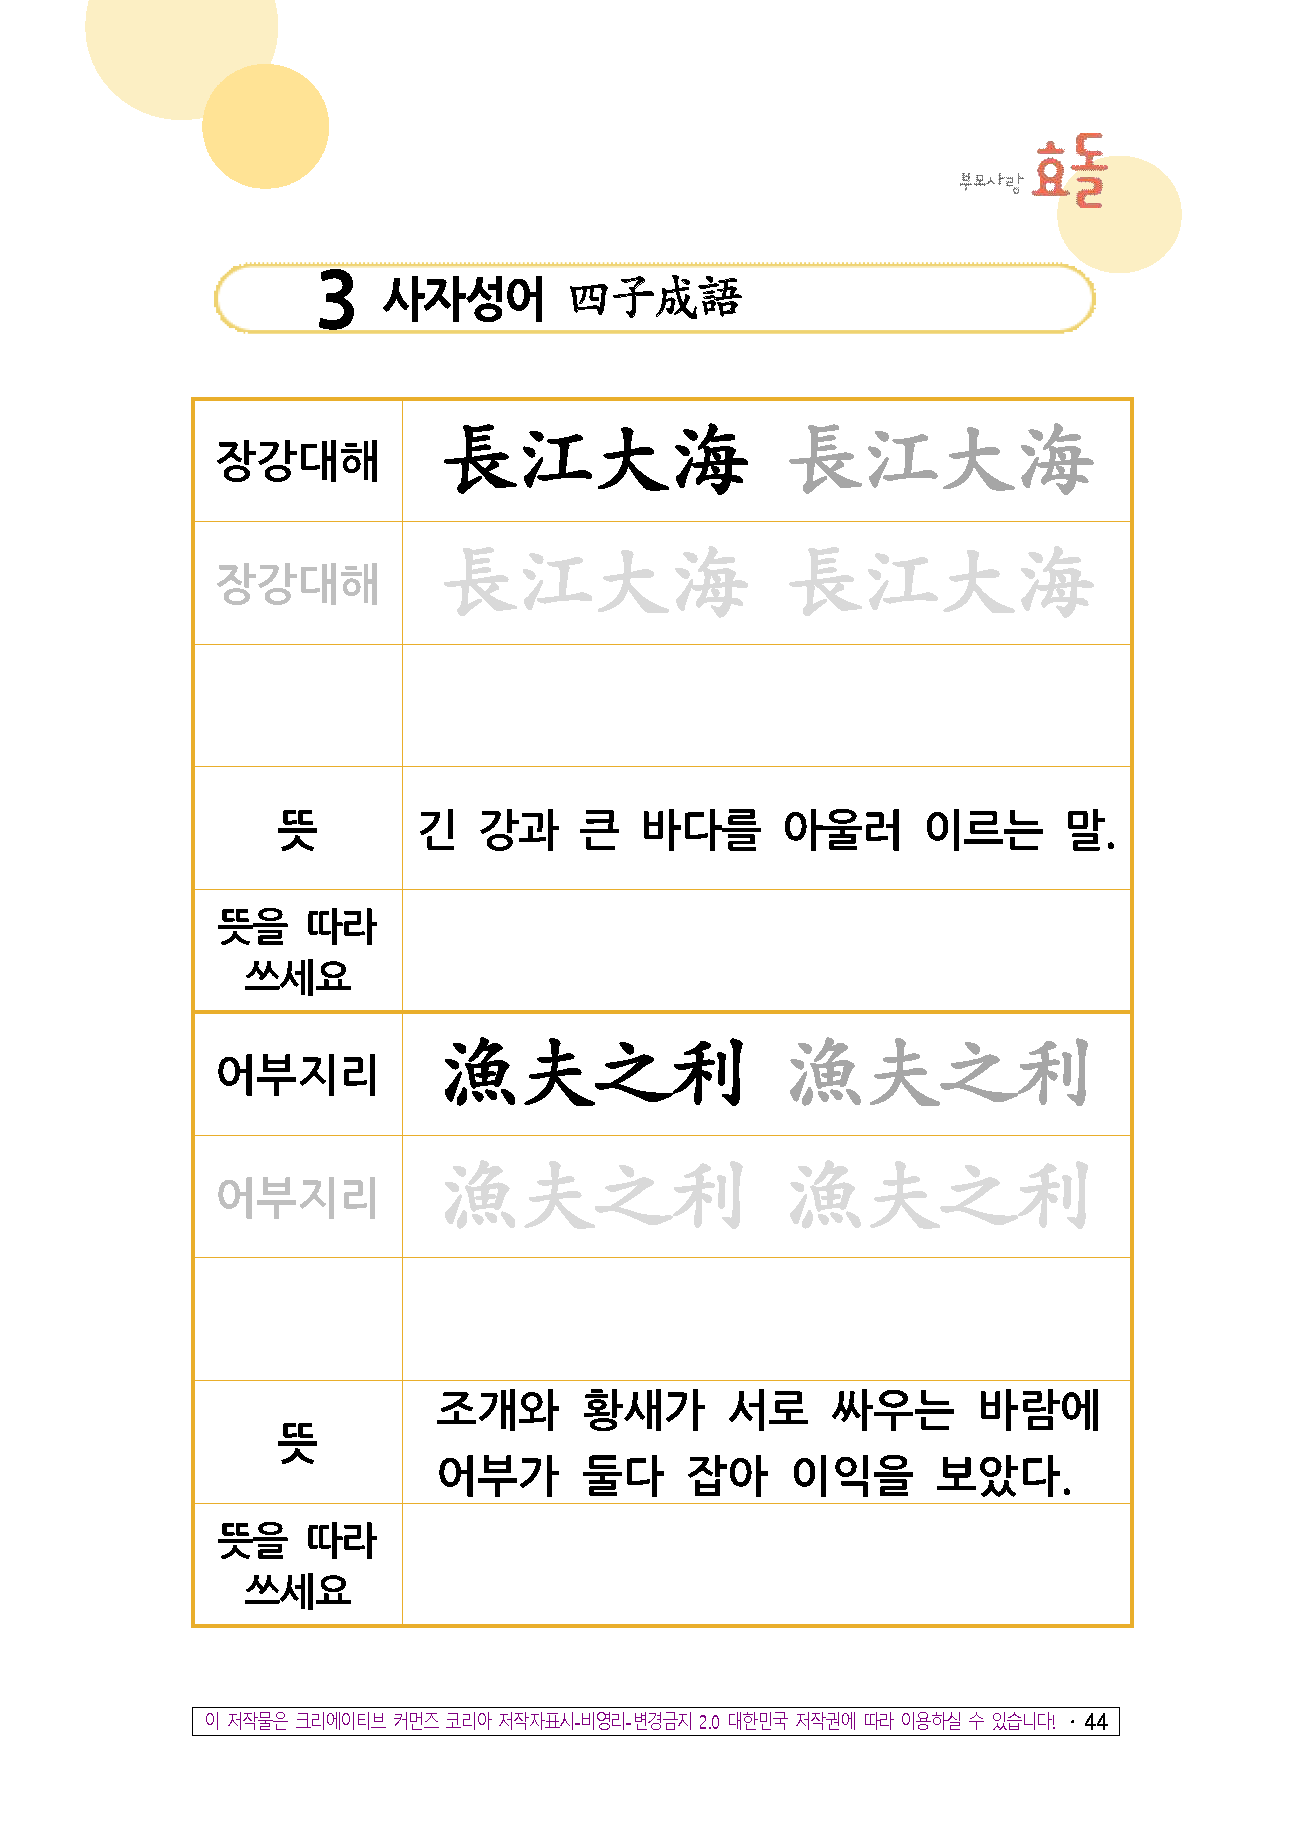 부모사랑 효돌
3 사자성어 四子成語
장강대해 長江大海 長江大海
장강대해 長江大海 長江大海
뜻 긴 강과 큰 바다를 아울러 이르는 말.
뜻을 따라
쓰세요
어부지리 漁夫之利 漁夫之利
어부지리 漁夫之利 漁夫之利
뜻
조개와 황새가 서로 싸우는 바람에
어부가 둘다 잡아 이익을 보았다.
뜻을 따라
쓰세요
이 저작물은 크리에이티브 커먼즈 코리아 저작자표시-비영리-변경금지 2.0 대한민국 저작권에 따라 이용하실 수 있습니다! · 44